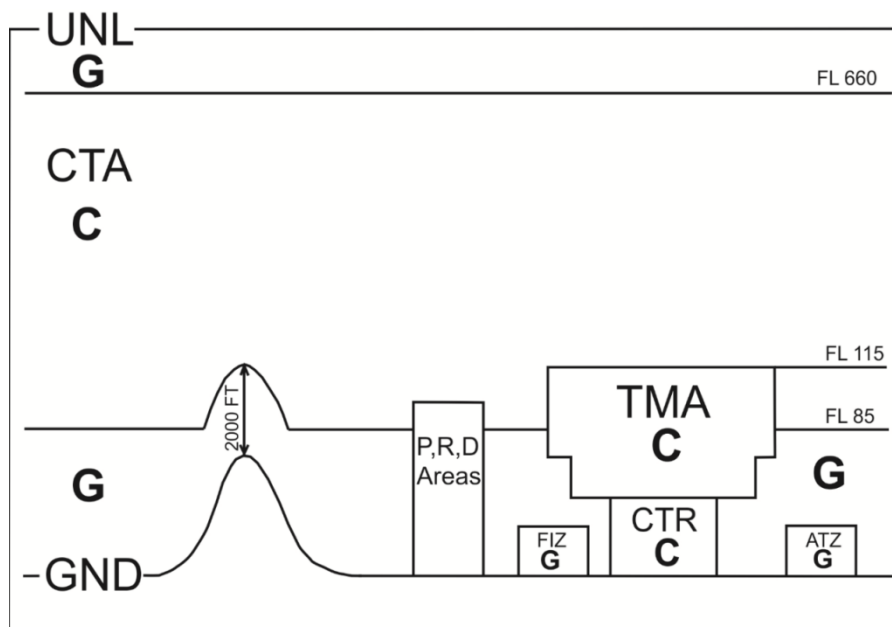 UNL
G
FL 660
CTA
C
FL 115
2000 FT
TMA
C
FL 85
P,R,D
Areas
G
G
CTR
C
FIZ
G
ATZ
G
GND